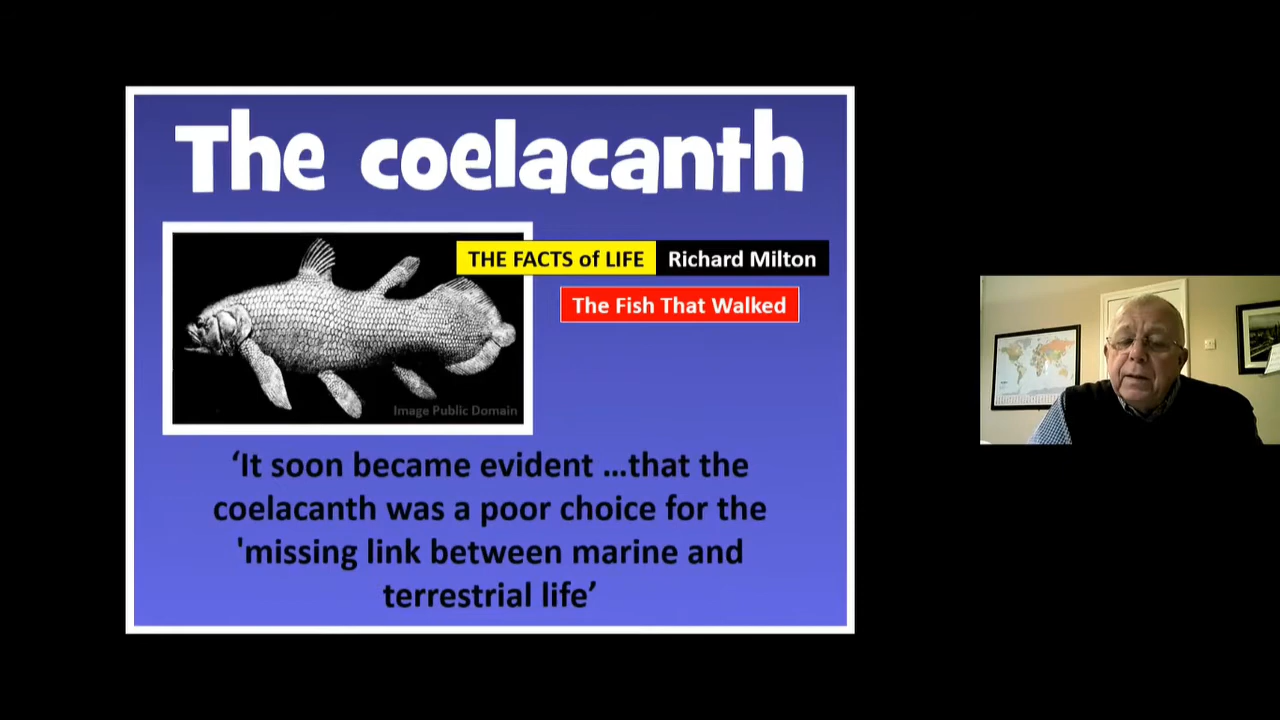 The coelacanth
THE FACTS of LIFE Richard Milton
The Fish That Walked
Image Public Domain
‘It soon became evident ...that the
coelacanth was a poor choice for the
'missing link between marine and
terrestrial life’